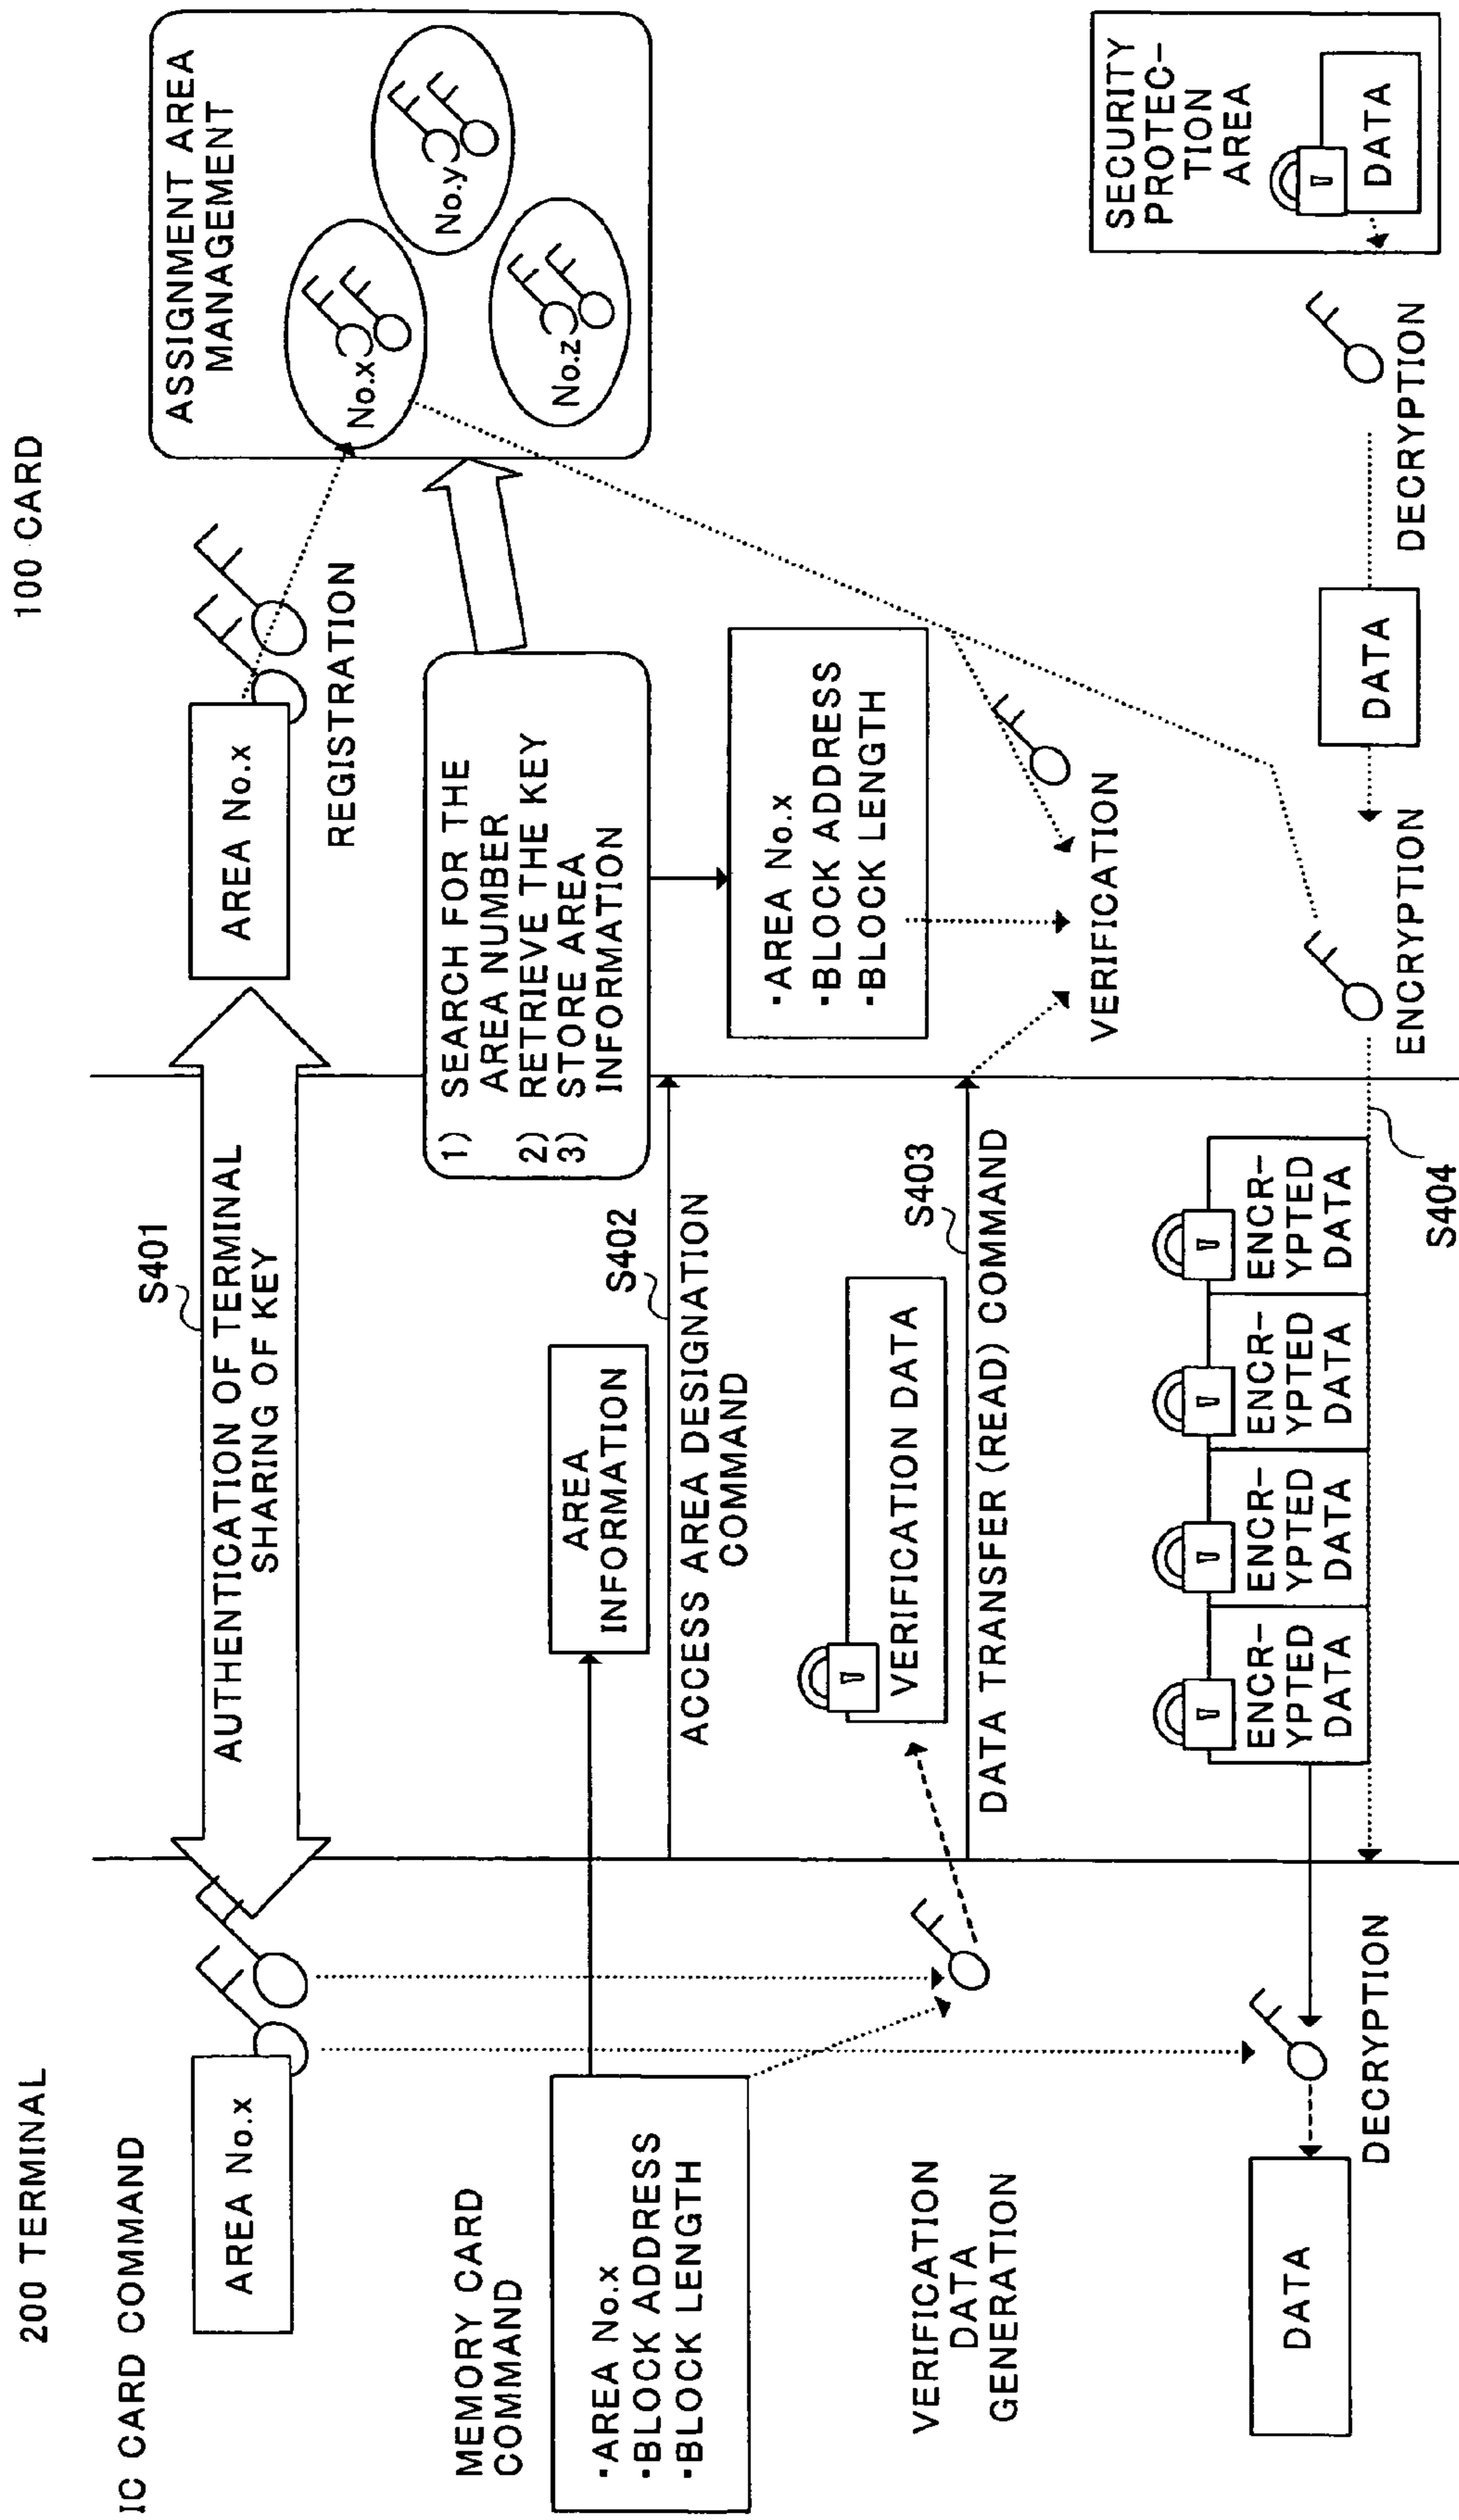 200 TERMINAL
100 CARD
IC CARD COMMAND
AREA No.x
S401
AUTHENTICATION OF TERMINAL
SHARING OF KEY
AREA No.x
REGISTRATION
ASSIGNMENT AREA
MANAGEMENT
No.x
No.y
No.z
MEMORY CARD
COMMAND
·AREA No.x
·BLOCK ADDRESS
·BLOCK LENGTH
AREA
INFORMATION
S402
ACCESS AREA DESIGNATION
COMMAND
1) SEARCH FOR THE
AREA NUMBER
2) RETRIEVE THE KEY
3) STORE AREA
INFORMATION
·AREA No.x
·BLOCK ADDRESS
·BLOCK LENGTH
VERIFICATION
DATA
GENERATION
VERIFICATION DATA
S403
DATA TRANSFER (READ) COMMAND
VERIFICATION
DATA
DECRYPTION
ENCR-
YPTED
DATA
ENCR-
YPTED
DATA
ENCR-
YPTED
DATA
ENCR-
YPTED
DATA
S404
ENCRYPTION
DATA
DECRYPTION
SECURITY
PROTEC-
TION
AREA
DATA